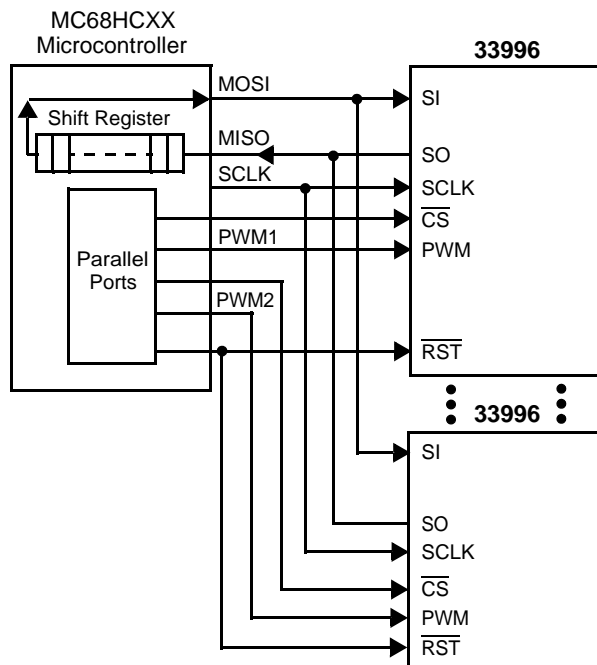 MC68HCXX
Microcontroller
33996
MOSI
SI
Shift Register
MISO
SO
SCLK
SCLK
CS
PWM1
PWM
Parallel
Ports
PWM2
RST
33996
SI
SO
SCLK
CS
PWM
RST